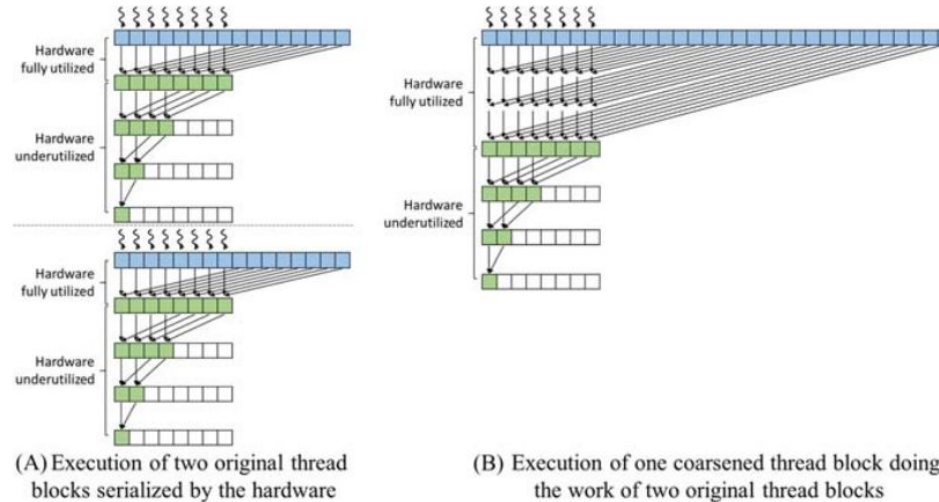 Hardware
fully utilized
Hardware
underutilized
Hardware
fully utilized
Hardware
underutilized
(A) Execution of two original thread
blocks serialized by the hardware
Hardware
fully utilized
Hardware
underutilized
(B) Execution of one coarsened thread block doing
the work of two original thread blocks